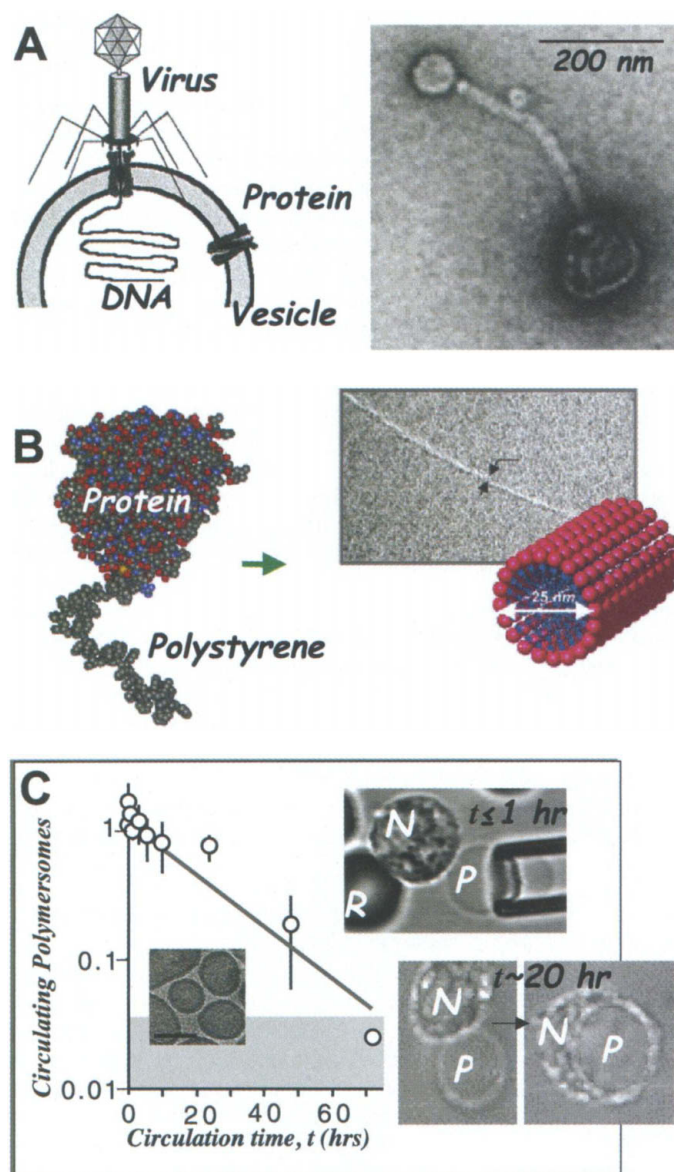 A
Virus
Protein
DNA
Vesicle
200 nm
B
Protein
Polystyrene
~25 nm
C
Circulating Polymersomes
1
0.1
0.01
0
20
40
60
80
Circulation time, t (hrs)
N
t≤ 1 hr
P
R
t~20 hr
N
P
N
P